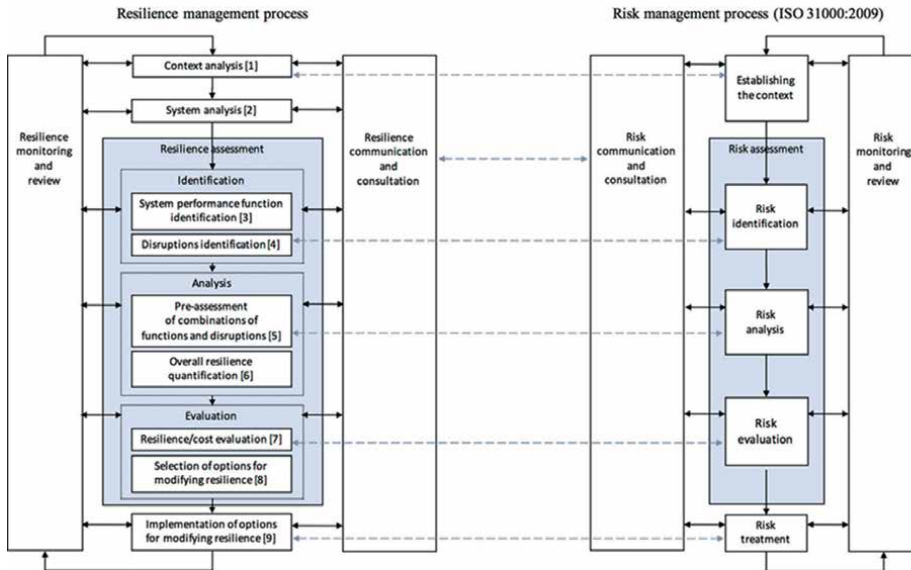 Resilience management process
Risk management process (ISO 31000:2009)
Context analysis [1]
System analysis [2]
Resilience
monitoring
and
review
Resilience
communication
and
consultation
Resilience assessment
Identification
System performance function
identification [3]
Disruptions identification [4]
Analysis
Pre-assessment
of combinations of
functions and disruptions [5]
Overall resilience
quantification [6]
Evaluation
Resilience/cost evaluation [7]
Selection of options for
modifying resilience [8]
Implementation of options
for modifying resilience [9]
Risk
communication
and
consultation
Establishing
the context
Risk assessment
Risk
identification
Risk
analysis
Risk
evaluation
Risk
treatment
Risk
monitoring
and
review